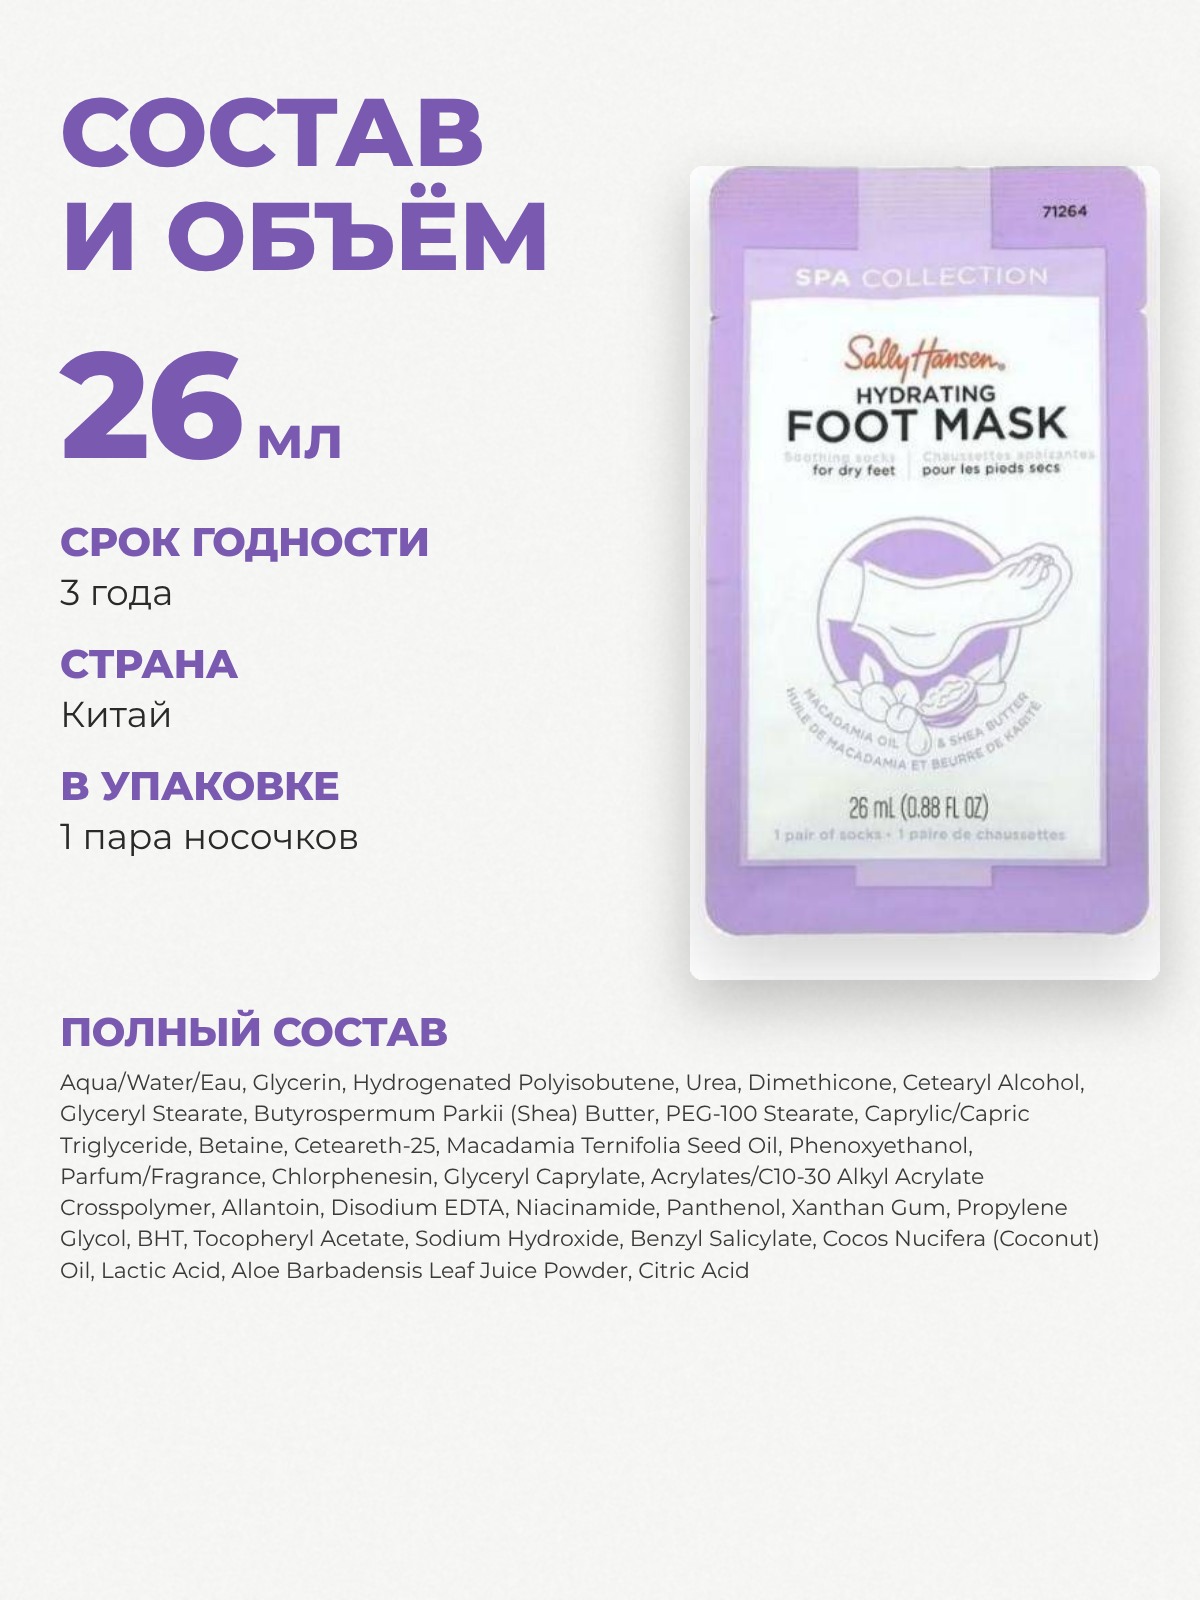 СОСТАВ
И ОБЪЁМ
26 мл
СРОК ГОДНОСТИ
3 года
СТРАНА
Китай
В УПАКОВКЕ
1 пара носочков
71264
SPA COLLECTION
Sally Hansen®
HYDRATING
FOOT MASK
Soothing socks
for dry feet
Chaussettes apaisantes
pour les pieds secs
MACADAMIA OIL & SHEA BUTTER
HUILE DE MACADAMIA ET BEURRE DE KARITÉ
26 mL (0.88 FL OZ)
1 pair of socks • 1 paire de chaussettes
ПОЛНЫЙ СОСТАВ
Aqua/Water/Eau, Glycerin, Hydrogenated Polyisobutene, Urea, Dimethicone, Cetearyl Alcohol,
Glyceryl Stearate, Butyrospermum Parkii (Shea) Butter, PEG-100 Stearate, Caprylic/Capric
Triglyceride, Betaine, Ceteareth-25, Macadamia Ternifolia Seed Oil, Phenoxyethanol,
Parfum/Fragrance, Chlorphenesin, Glyceryl Caprylate, Acrylates/C10-30 Alkyl Acrylate
Crosspolymer, Allantoin, Disodium EDTA, Niacinamide, Panthenol, Xanthan Gum, Propylene
Glycol, BHT, Tocopheryl Acetate, Sodium Hydroxide, Benzyl Salicylate, Cocos Nucifera (Coconut)
Oil, Lactic Acid, Aloe Barbadensis Leaf Juice Powder, Citric Acid